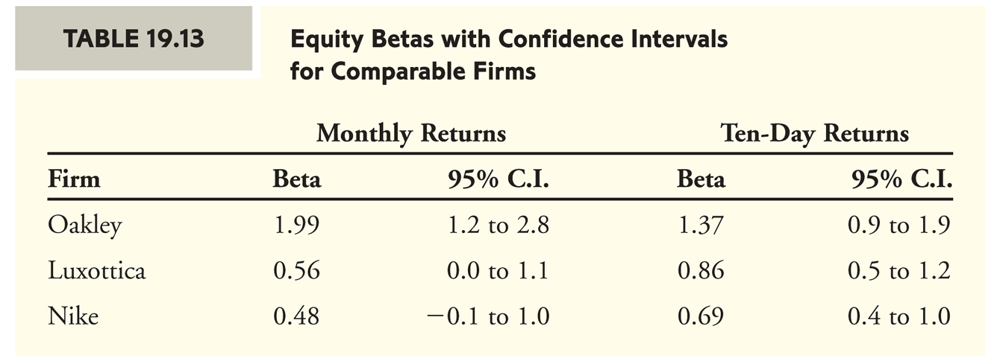 TABLE 19.13
Equity Betas with Confidence Intervals
for Comparable Firms
Monthly Returns Ten-Day Returns
Firm Beta 95% C.I. Beta 95% C.I.
Oakley 1.99 1.2 to 2.8 1.37 0.9 to 1.9
Luxottica 0.56 0.0 to 1.1 0.86 0.5 to 1.2
Nike 0.48 −0.1 to 1.0 0.69 0.4 to 1.0